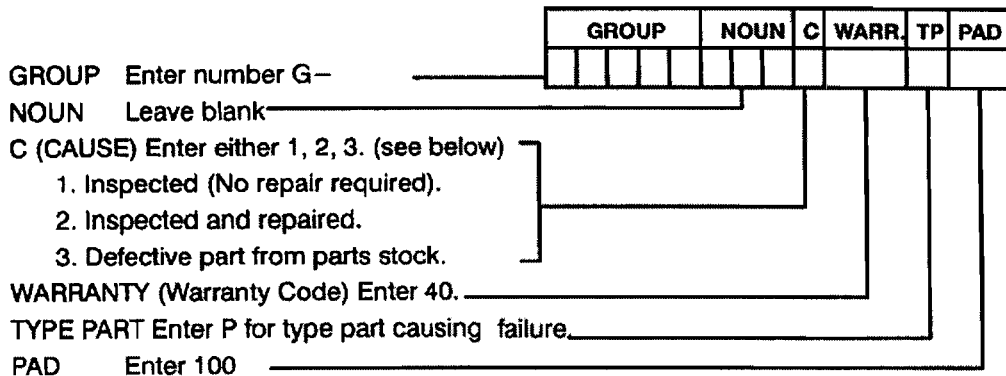 GROUP NOUN C WARR. TP PAD
GROUP Enter number G–
NOUN Leave blank
C (CAUSE) Enter either 1, 2, 3. (see below)
1. Inspected (No repair required).
2. Inspected and repaired.
3. Defective part from parts stock.
WARRANTY (Warranty Code) Enter 40.
TYPE PART Enter P for type part causing failure.
PAD Enter 100